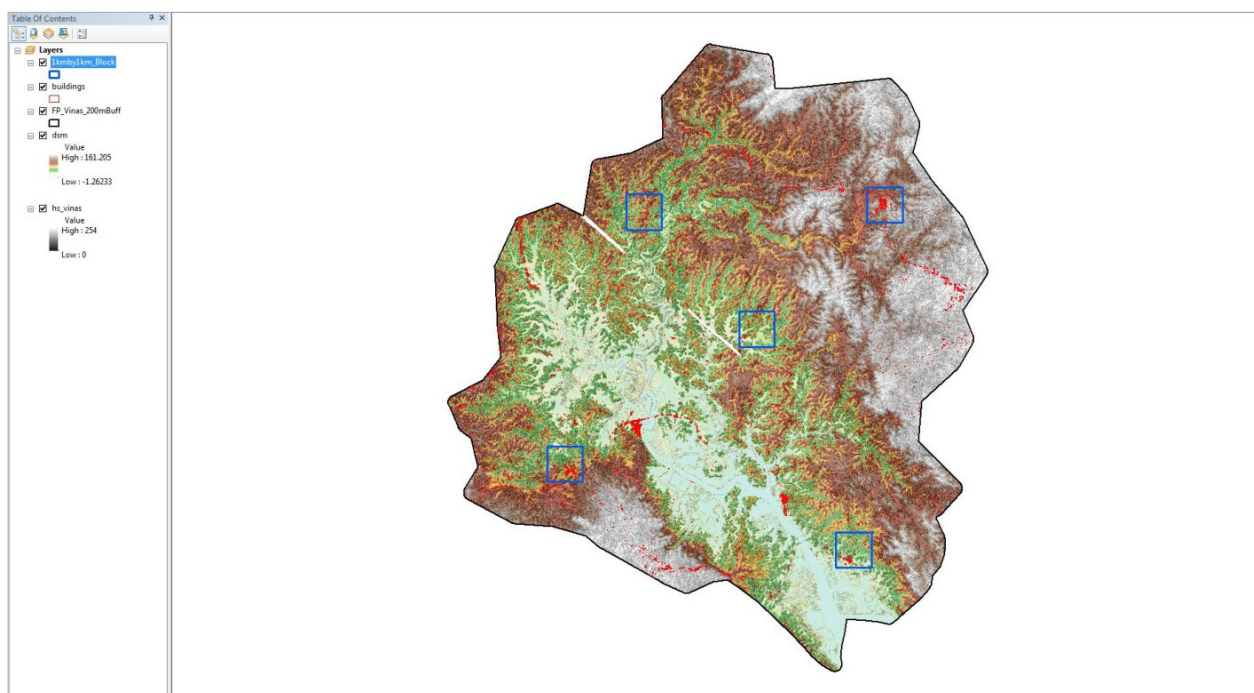 Table Of Contents
Layers
1kmby1km_Block
buildings
FP_Vinas_200mBuff
dsm
Value
High : 161.205
Low : -1.26233
hs_vinas
Value
High : 254
Low : 0